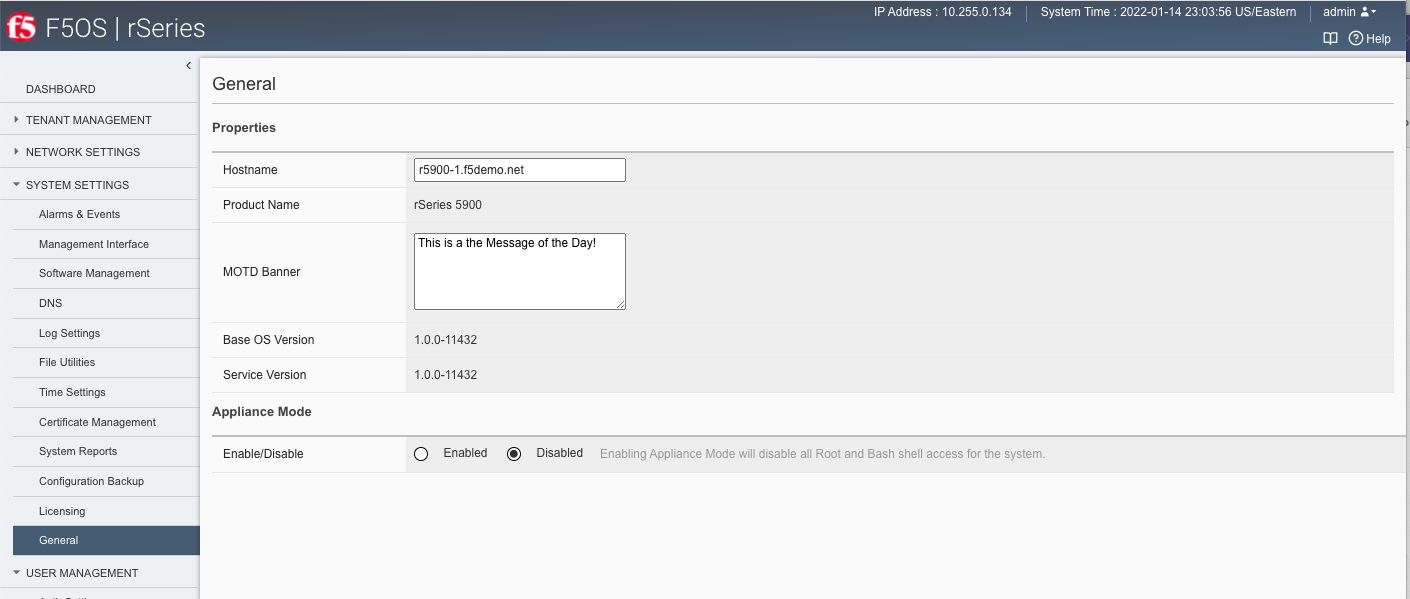 IP Address : 10.255.0.134 System Time : 2022-01-14 23:03:56 US/Eastern admin
f5 F5OS | rSeries
Help
DASHBOARD
TENANT MANAGEMENT
NETWORK SETTINGS
SYSTEM SETTINGS
Alarms & Events
Management Interface
Software Management
DNS
Log Settings
File Utilities
Time Settings
Certificate Management
System Reports
Configuration Backup
Licensing
General
USER MANAGEMENT
General
Properties
Hostname r5900-1.f5demo.net
Product Name rSeries 5900
MOTD Banner This is a the Message of the Day!
Base OS Version 1.0.0-11432
Service Version 1.0.0-11432
Appliance Mode
Enable/Disable Enabled Disabled Enabling Appliance Mode will disable all Root and Bash shell access for the system.